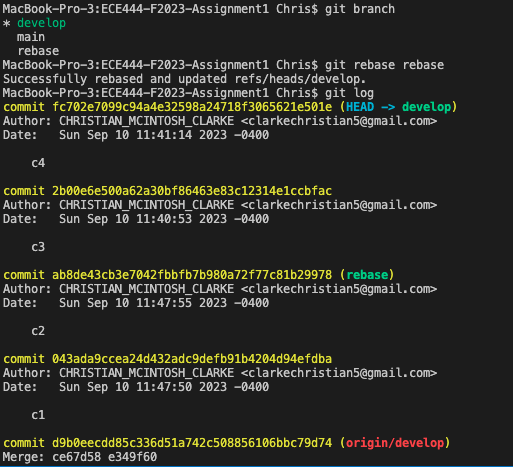 MacBook-Pro-3:ECE444-F2023-Assignment1 Chris$ git branch
* develop
main
rebase
MacBook-Pro-3:ECE444-F2023-Assignment1 Chris$ git rebase rebase
Successfully rebased and updated refs/heads/develop.
MacBook-Pro-3:ECE444-F2023-Assignment1 Chris$ git log
commit fc702e7099c94a4e32598a24718f3065621e501e (HEAD -> develop)
Author: CHRISTIAN_MCINTOSH_CLARKE <clarkechristian5@gmail.com>
Date:   Sun Sep 10 11:41:14 2023 -0400
c4
commit 2b00e6e500a62a30bf86463e83c12314e1ccbfac
Author: CHRISTIAN_MCINTOSH_CLARKE <clarkechristian5@gmail.com>
Date:   Sun Sep 10 11:40:53 2023 -0400
c3
commit ab8de43cb3e7042fbbfb7b980a72f77c81b29978 (rebase)
Author: CHRISTIAN_MCINTOSH_CLARKE <clarkechristian5@gmail.com>
Date:   Sun Sep 10 11:47:55 2023 -0400
c2
commit 043ada9ccea24d432adc9defb91b4204d94efdba
Author: CHRISTIAN_MCINTOSH_CLARKE <clarkechristian5@gmail.com>
Date:   Sun Sep 10 11:47:50 2023 -0400
c1
commit d9b0eecdd85c336d51a742c508856106bbc79d74 (origin/develop)
Merge: ce67d58 e349f60